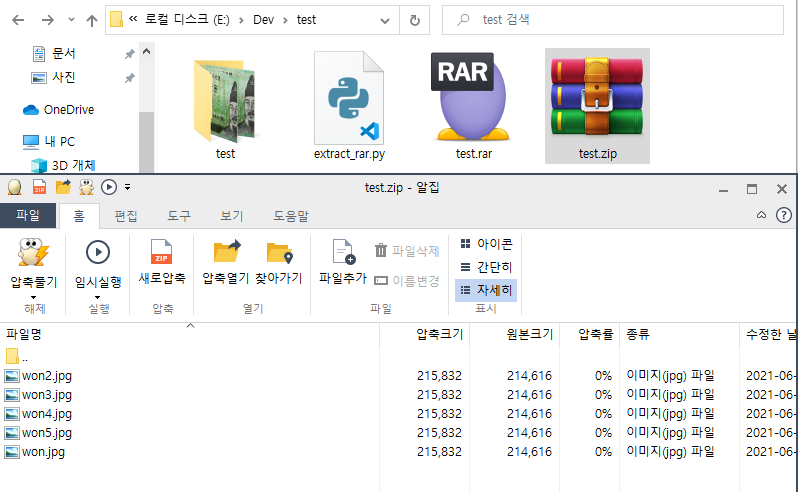 « 로컬 디스크 (E:) > Dev > test
test 검색
문서
사진
OneDrive
내 PC
3D 개체
RAR
test
extract_rar.py
test.rar
test.zip
ZIP
test.zip - 알집
파일 홈 편집 도구 보기 도움말
ZIP
압축풀기 임시실행 새로압축 압축열기 찾아가기 파일추가
파일삭제
이름변경
아이콘
간단히
자세히
해제 실행 압축 열기 파일 표시
파일명 압축크기 원본크기 압축률 종류 수정한 날
..
won2.jpg 215,832 214,616 0% 이미지(jpg) 파일 2021-06-
won3.jpg 215,832 214,616 0% 이미지(jpg) 파일 2021-06-
won4.jpg 215,832 214,616 0% 이미지(jpg) 파일 2021-06-
won5.jpg 215,832 214,616 0% 이미지(jpg) 파일 2021-06-
won.jpg 215,832 214,616 0% 이미지(jpg) 파일 2021-06-